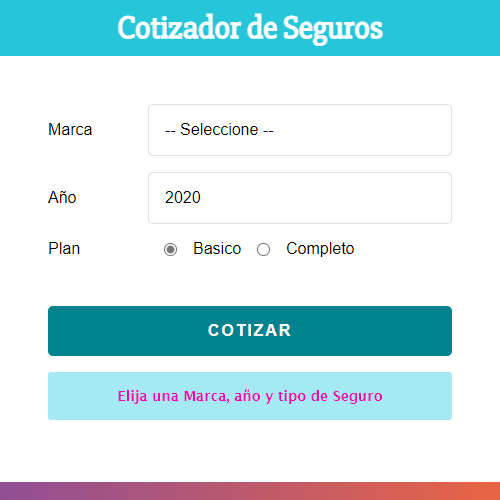 Cotizador de Seguros
Marca -- Seleccione --
Año 2020
Plan Basico Completo
COTIZAR
Elija una Marca, año y tipo de Seguro